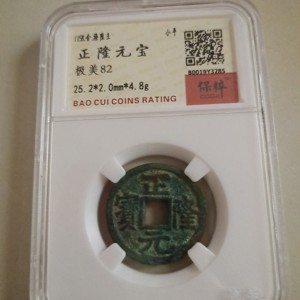 小平
正隆元宝
极美82
25.2*2.0mm*4.8g
BAO CUI COINS RATING
8001973285
保粹
正
隆
元
寶